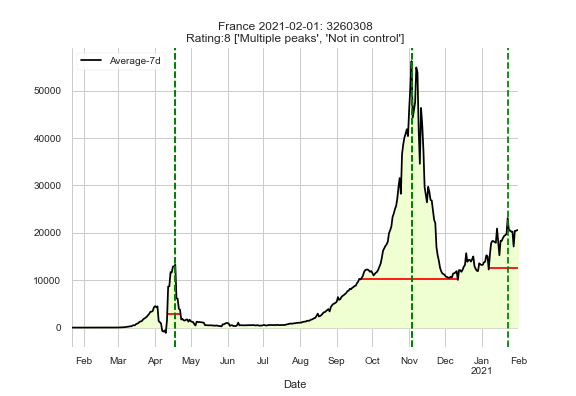 France 2021-02-01: 3260308
Rating:8 ['Multiple peaks', 'Not in control']
Average-7d
50000
40000
30000
20000
10000
0
Feb Mar Apr May Jun Jul Aug Sep Oct Nov Dec Jan Feb
2021
Date